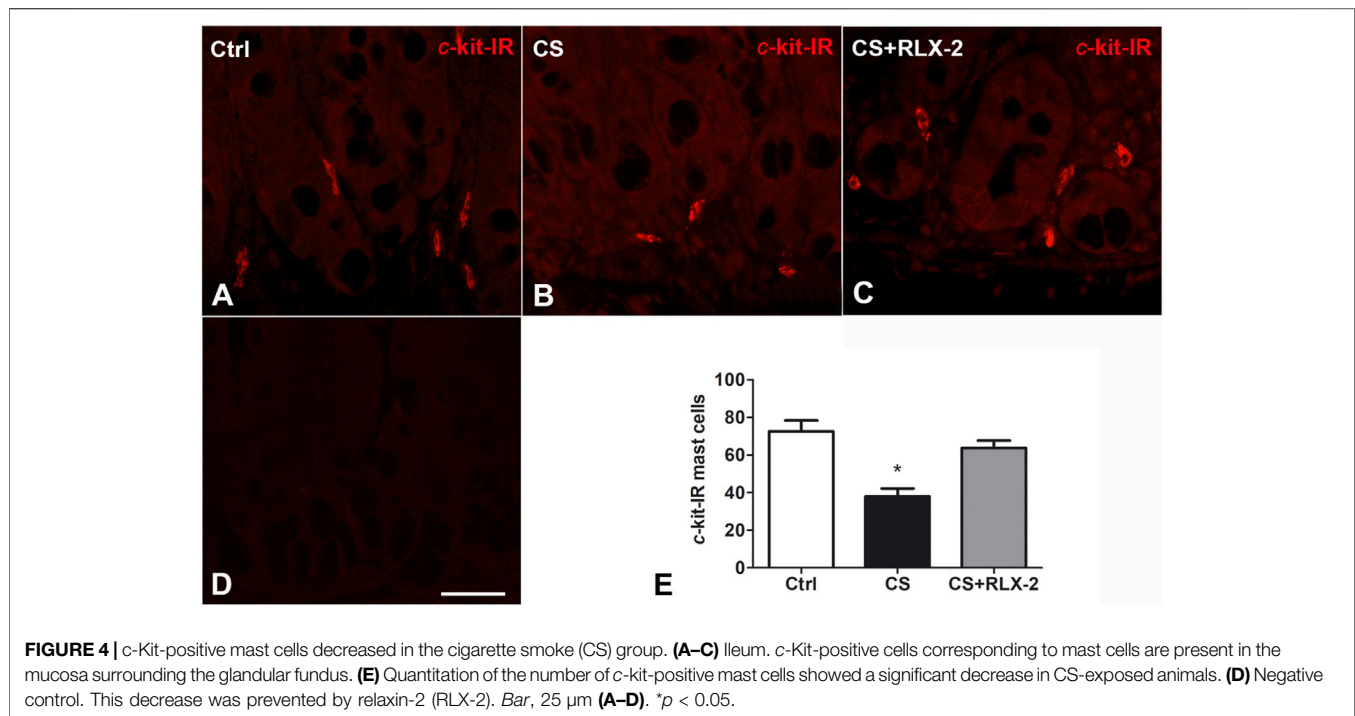 Ctrl c-kit-IR
CS c-kit-IR
CS+RLX-2 c-kit-IR
A
B
C
D
E
c-kit-IR mast cells
100
80
60
40
20
0
*
Ctrl CS CS+RLX-2
FIGURE 4 | c-Kit-positive mast cells decreased in the cigarette smoke (CS) group. (A–C) Ileum. c-Kit-positive cells corresponding to mast cells are present in the
mucosa surrounding the glandular fundus. (E) Quantitation of the number of c-kit-positive mast cells showed a significant decrease in CS-exposed animals. (D) Negative
control. This decrease was prevented by relaxin-2 (RLX-2). Bar, 25 µm (A–D). *p < 0.05.